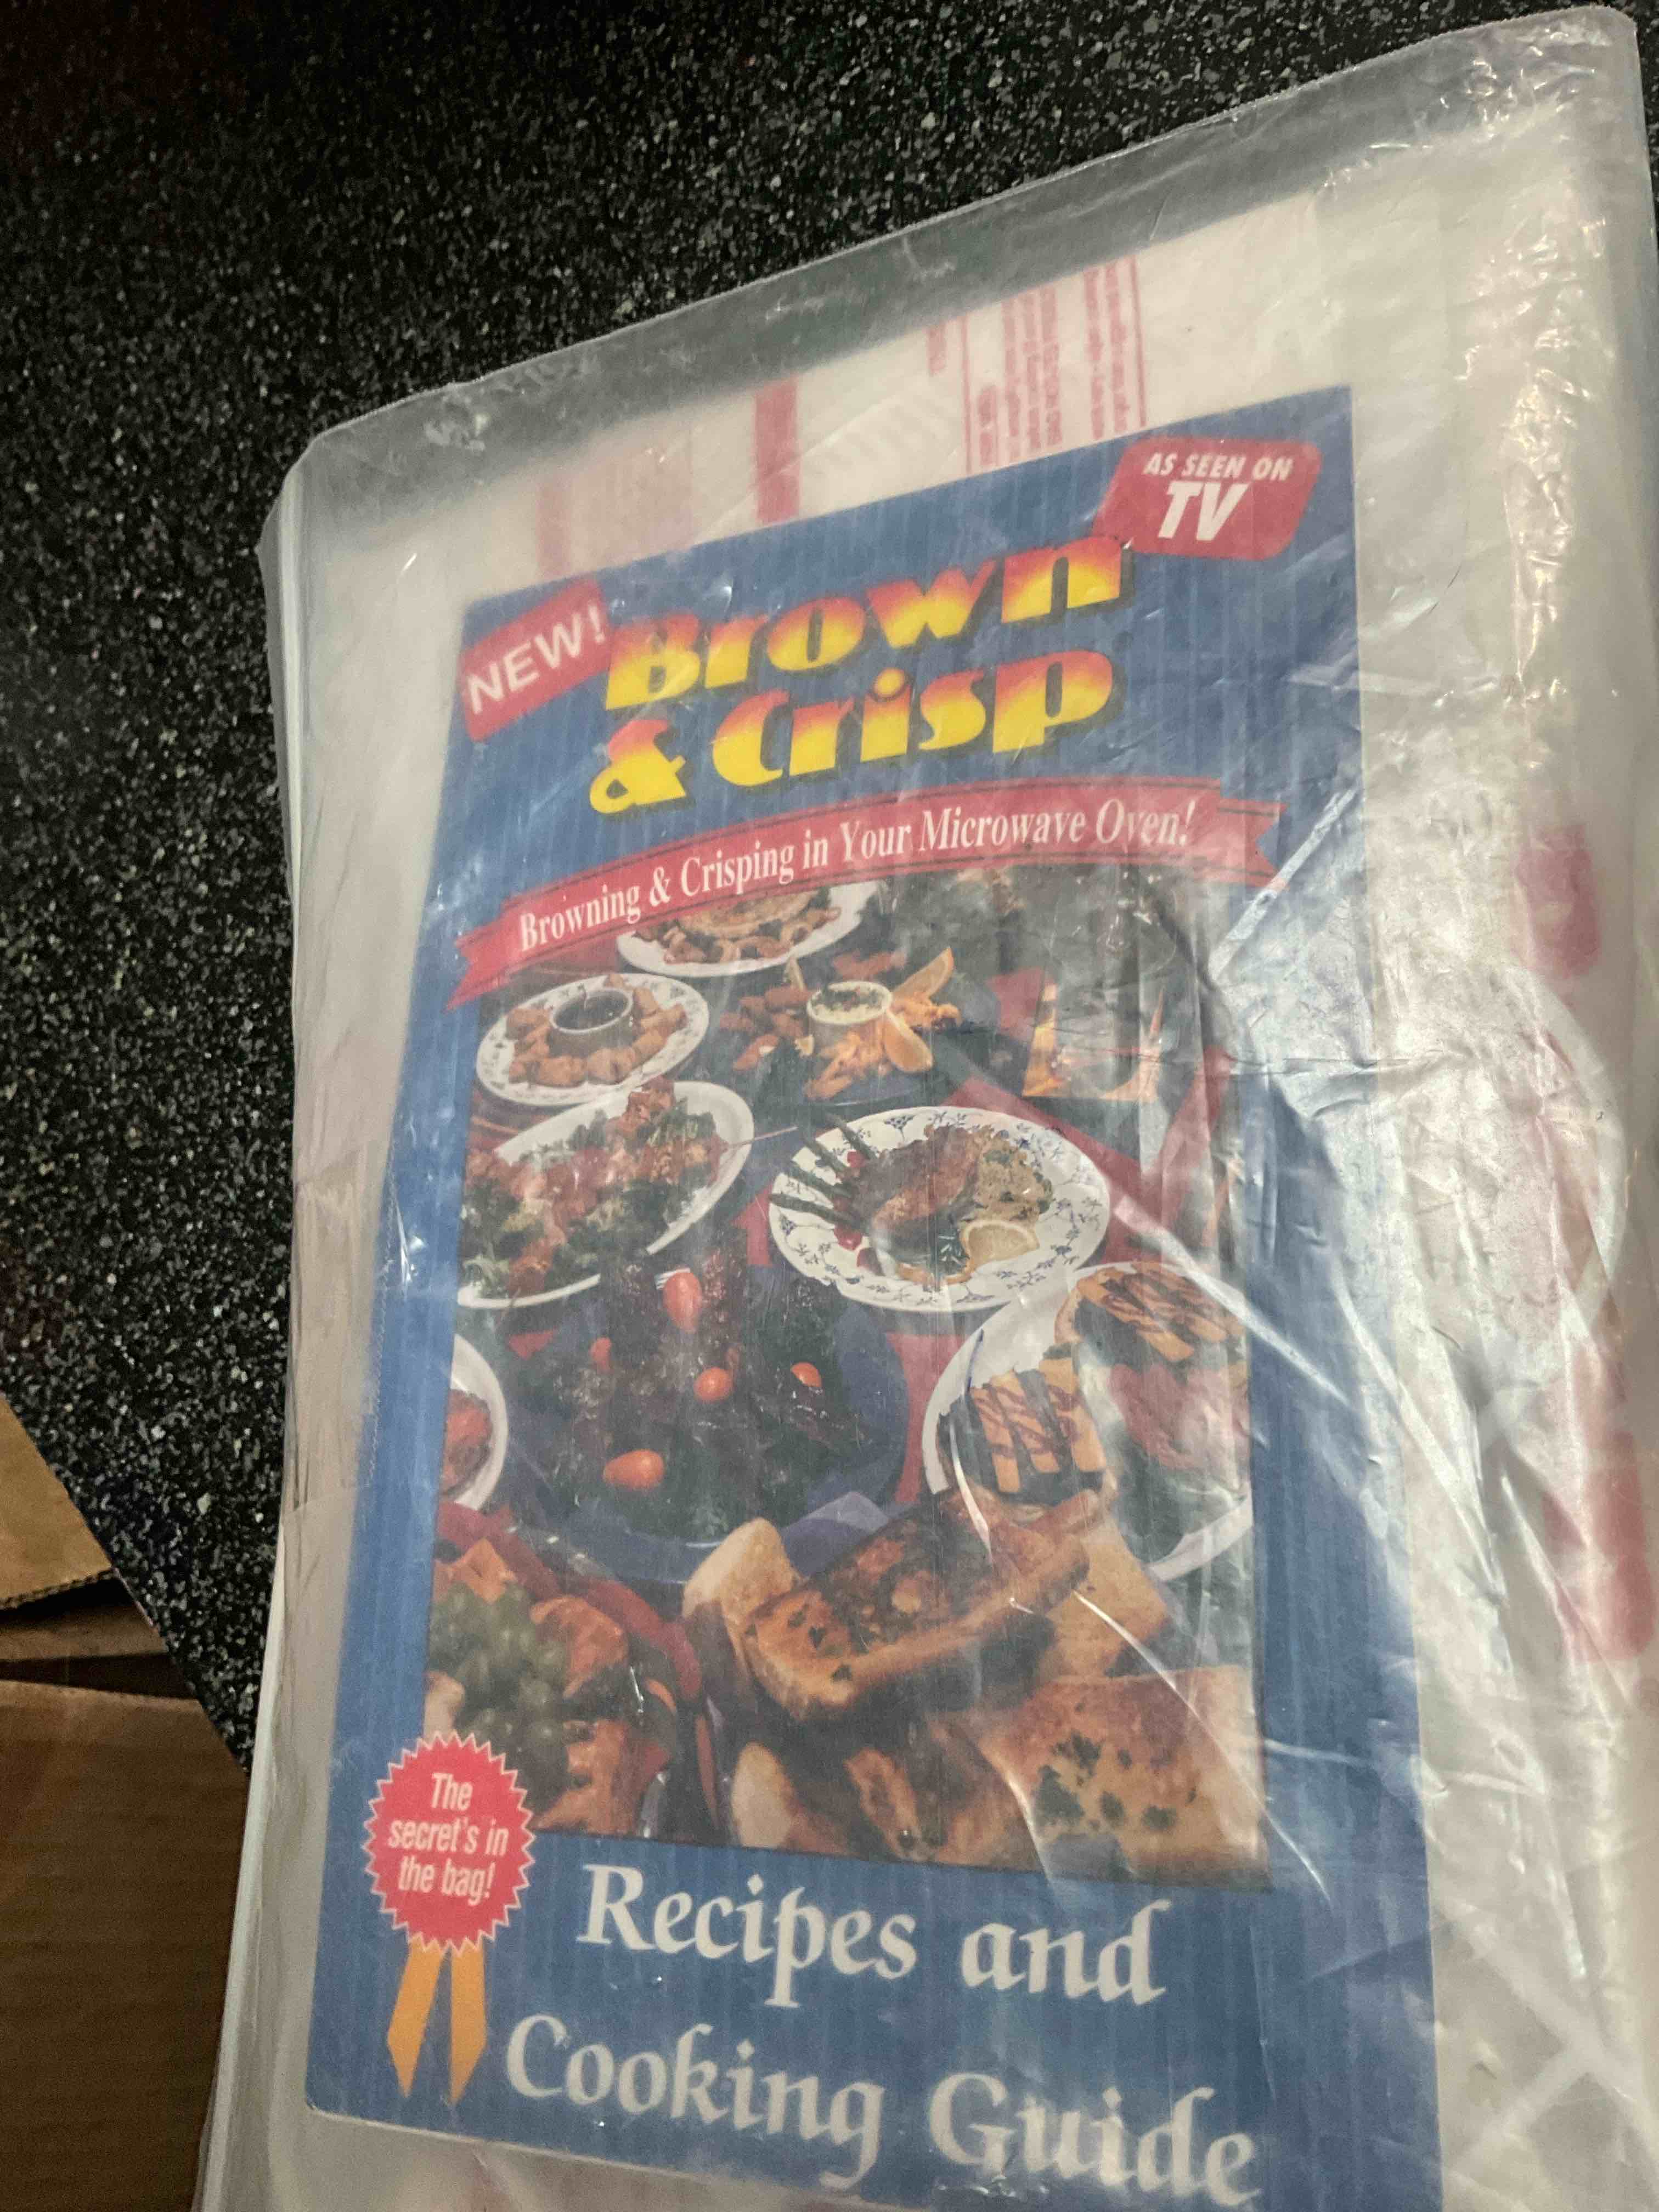 AS SEEN ON
TV
NEW!
Brown
& Crisp
Browning & Crisping in Your Microwave Oven!
The
secret's in
the bag!
Recipes and
Cooking Guide